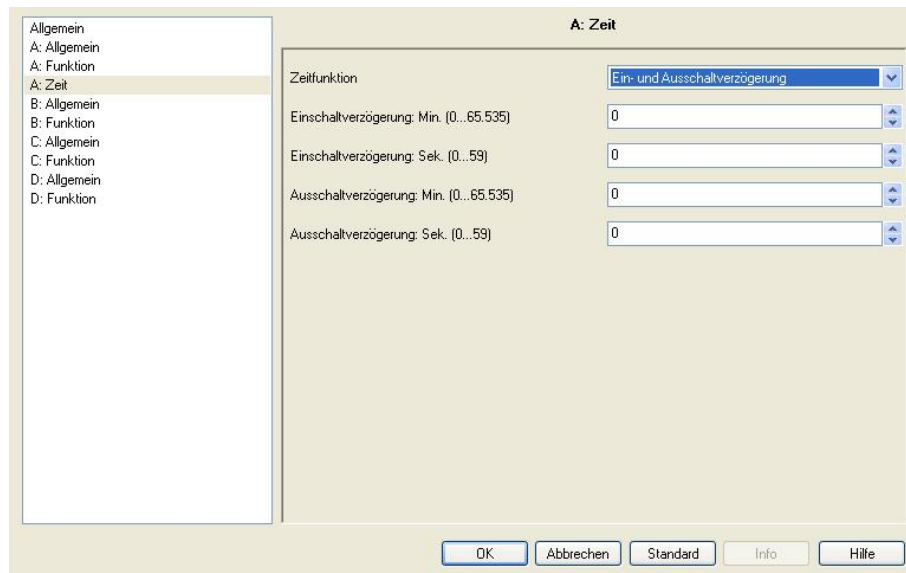 Allgemein
A: Allgemein
A: Funktion
A: Zeit
B: Allgemein
B: Funktion
C: Allgemein
C: Funktion
D: Allgemein
D: Funktion
A: Zeit
Zeitfunktion Ein- und Ausschaltverzögerung
Einschaltverzögerung: Min. (0...65.535) 0
Einschaltverzögerung: Sek. (0...59) 0
Ausschaltverzögerung: Min. (0...65.535) 0
Ausschaltverzögerung: Sek. (0...59) 0
OK Abbrechen Standard Info Hilfe